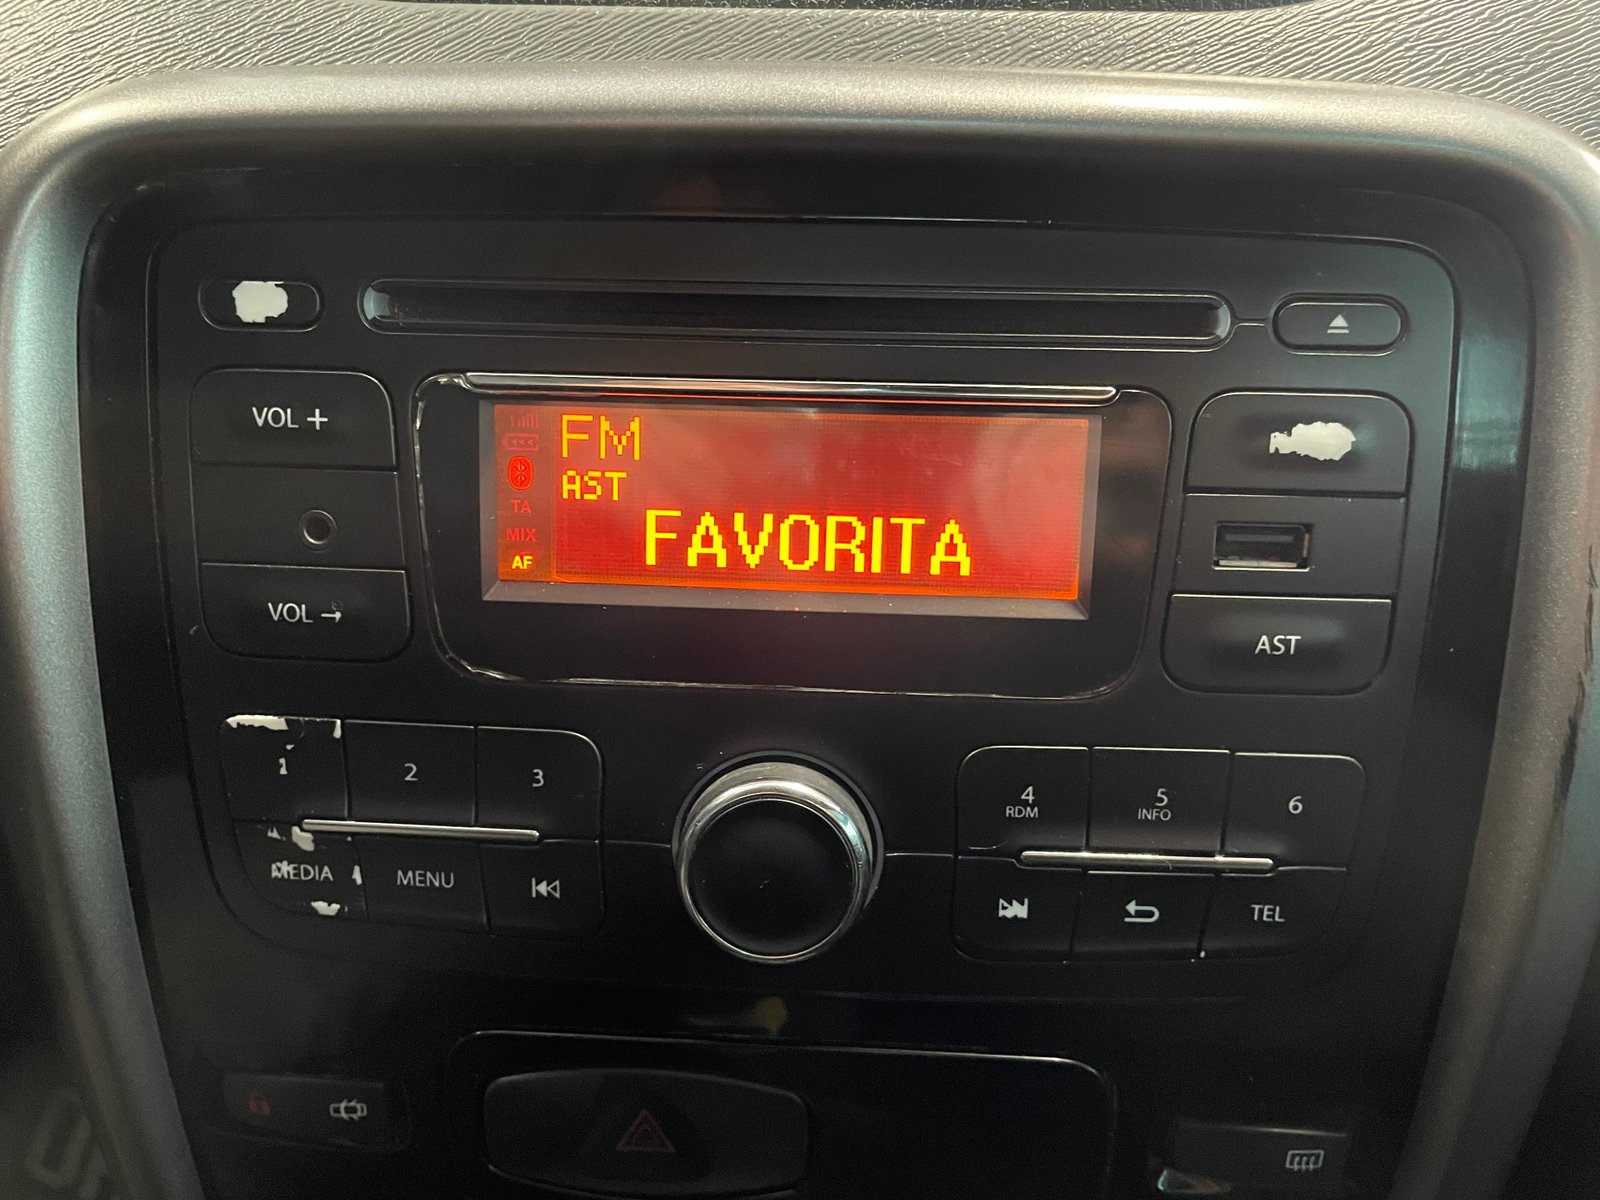 VOL +
VOL -
FM
AST
TA
MIX
AF
FAVORITA
AST
1
2
3
MEDIA
MENU
4
RDM
5
INFO
6
TEL